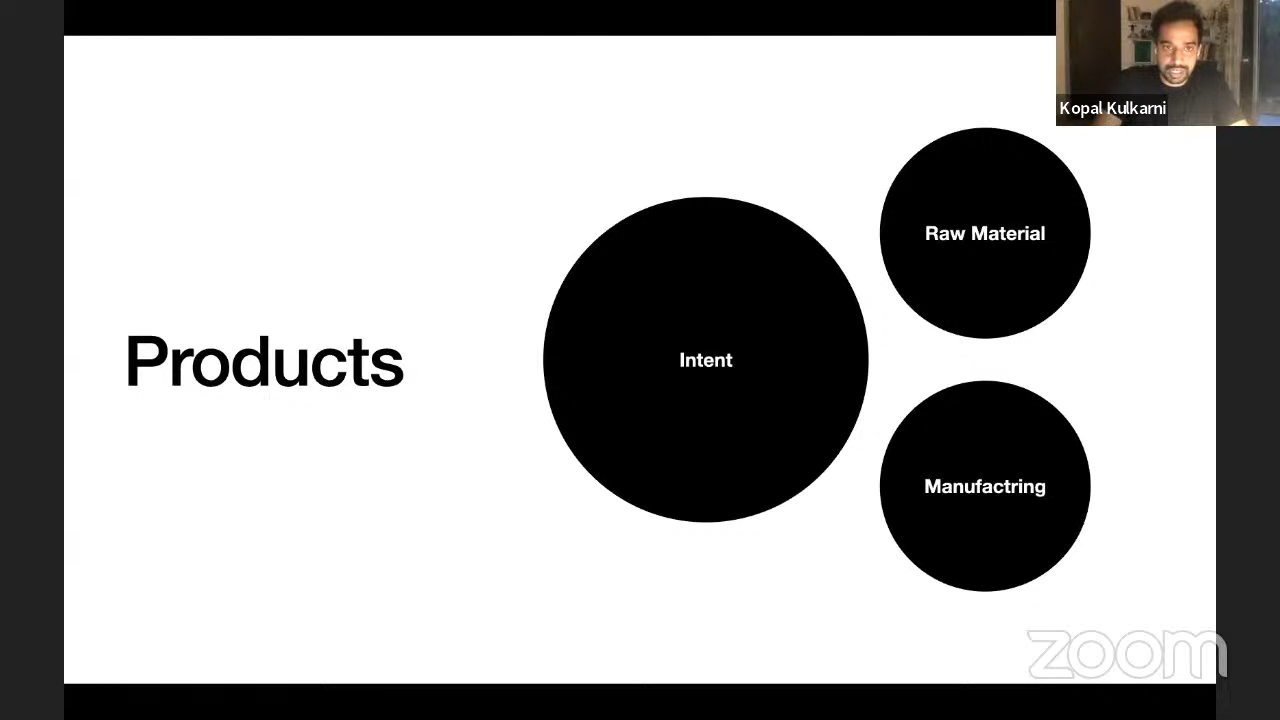 Kopal Kulkarni
Raw Material
Intent
Products
Manufactring
zoom